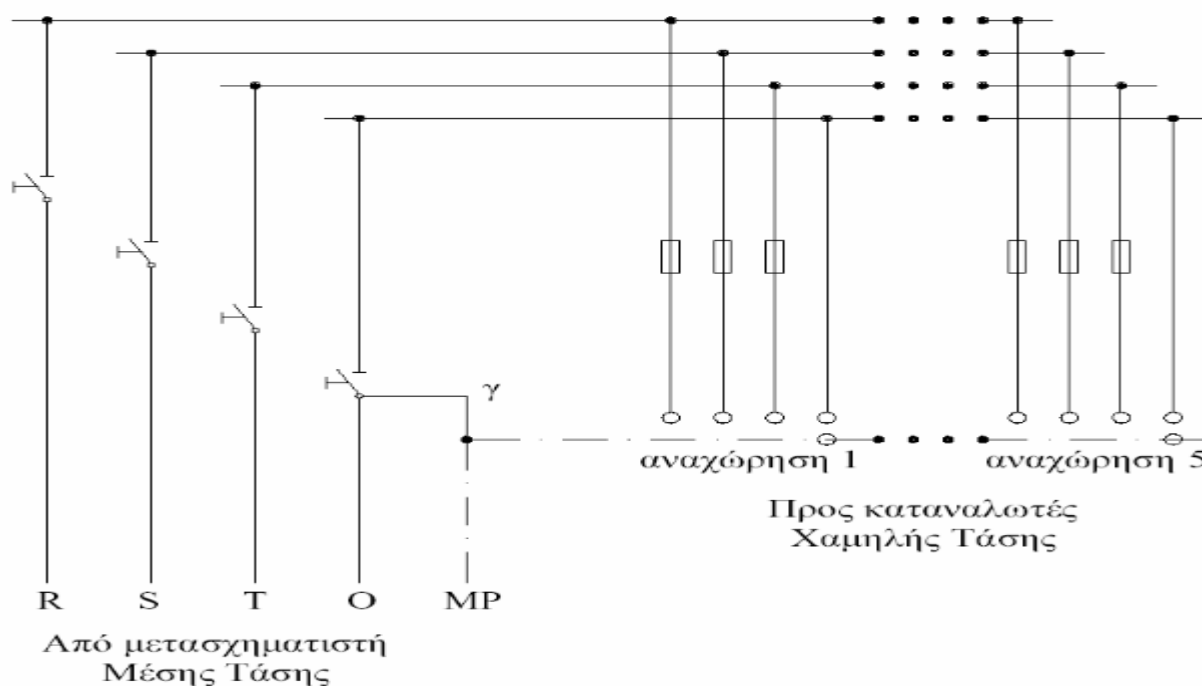 γ
αναχώρηση 1
αναχώρηση 5
Προς καταναλωτές
Χαμηλής Τάσης
R S T O MP
Από μετασχηματιστή
Μέσης Τάσης